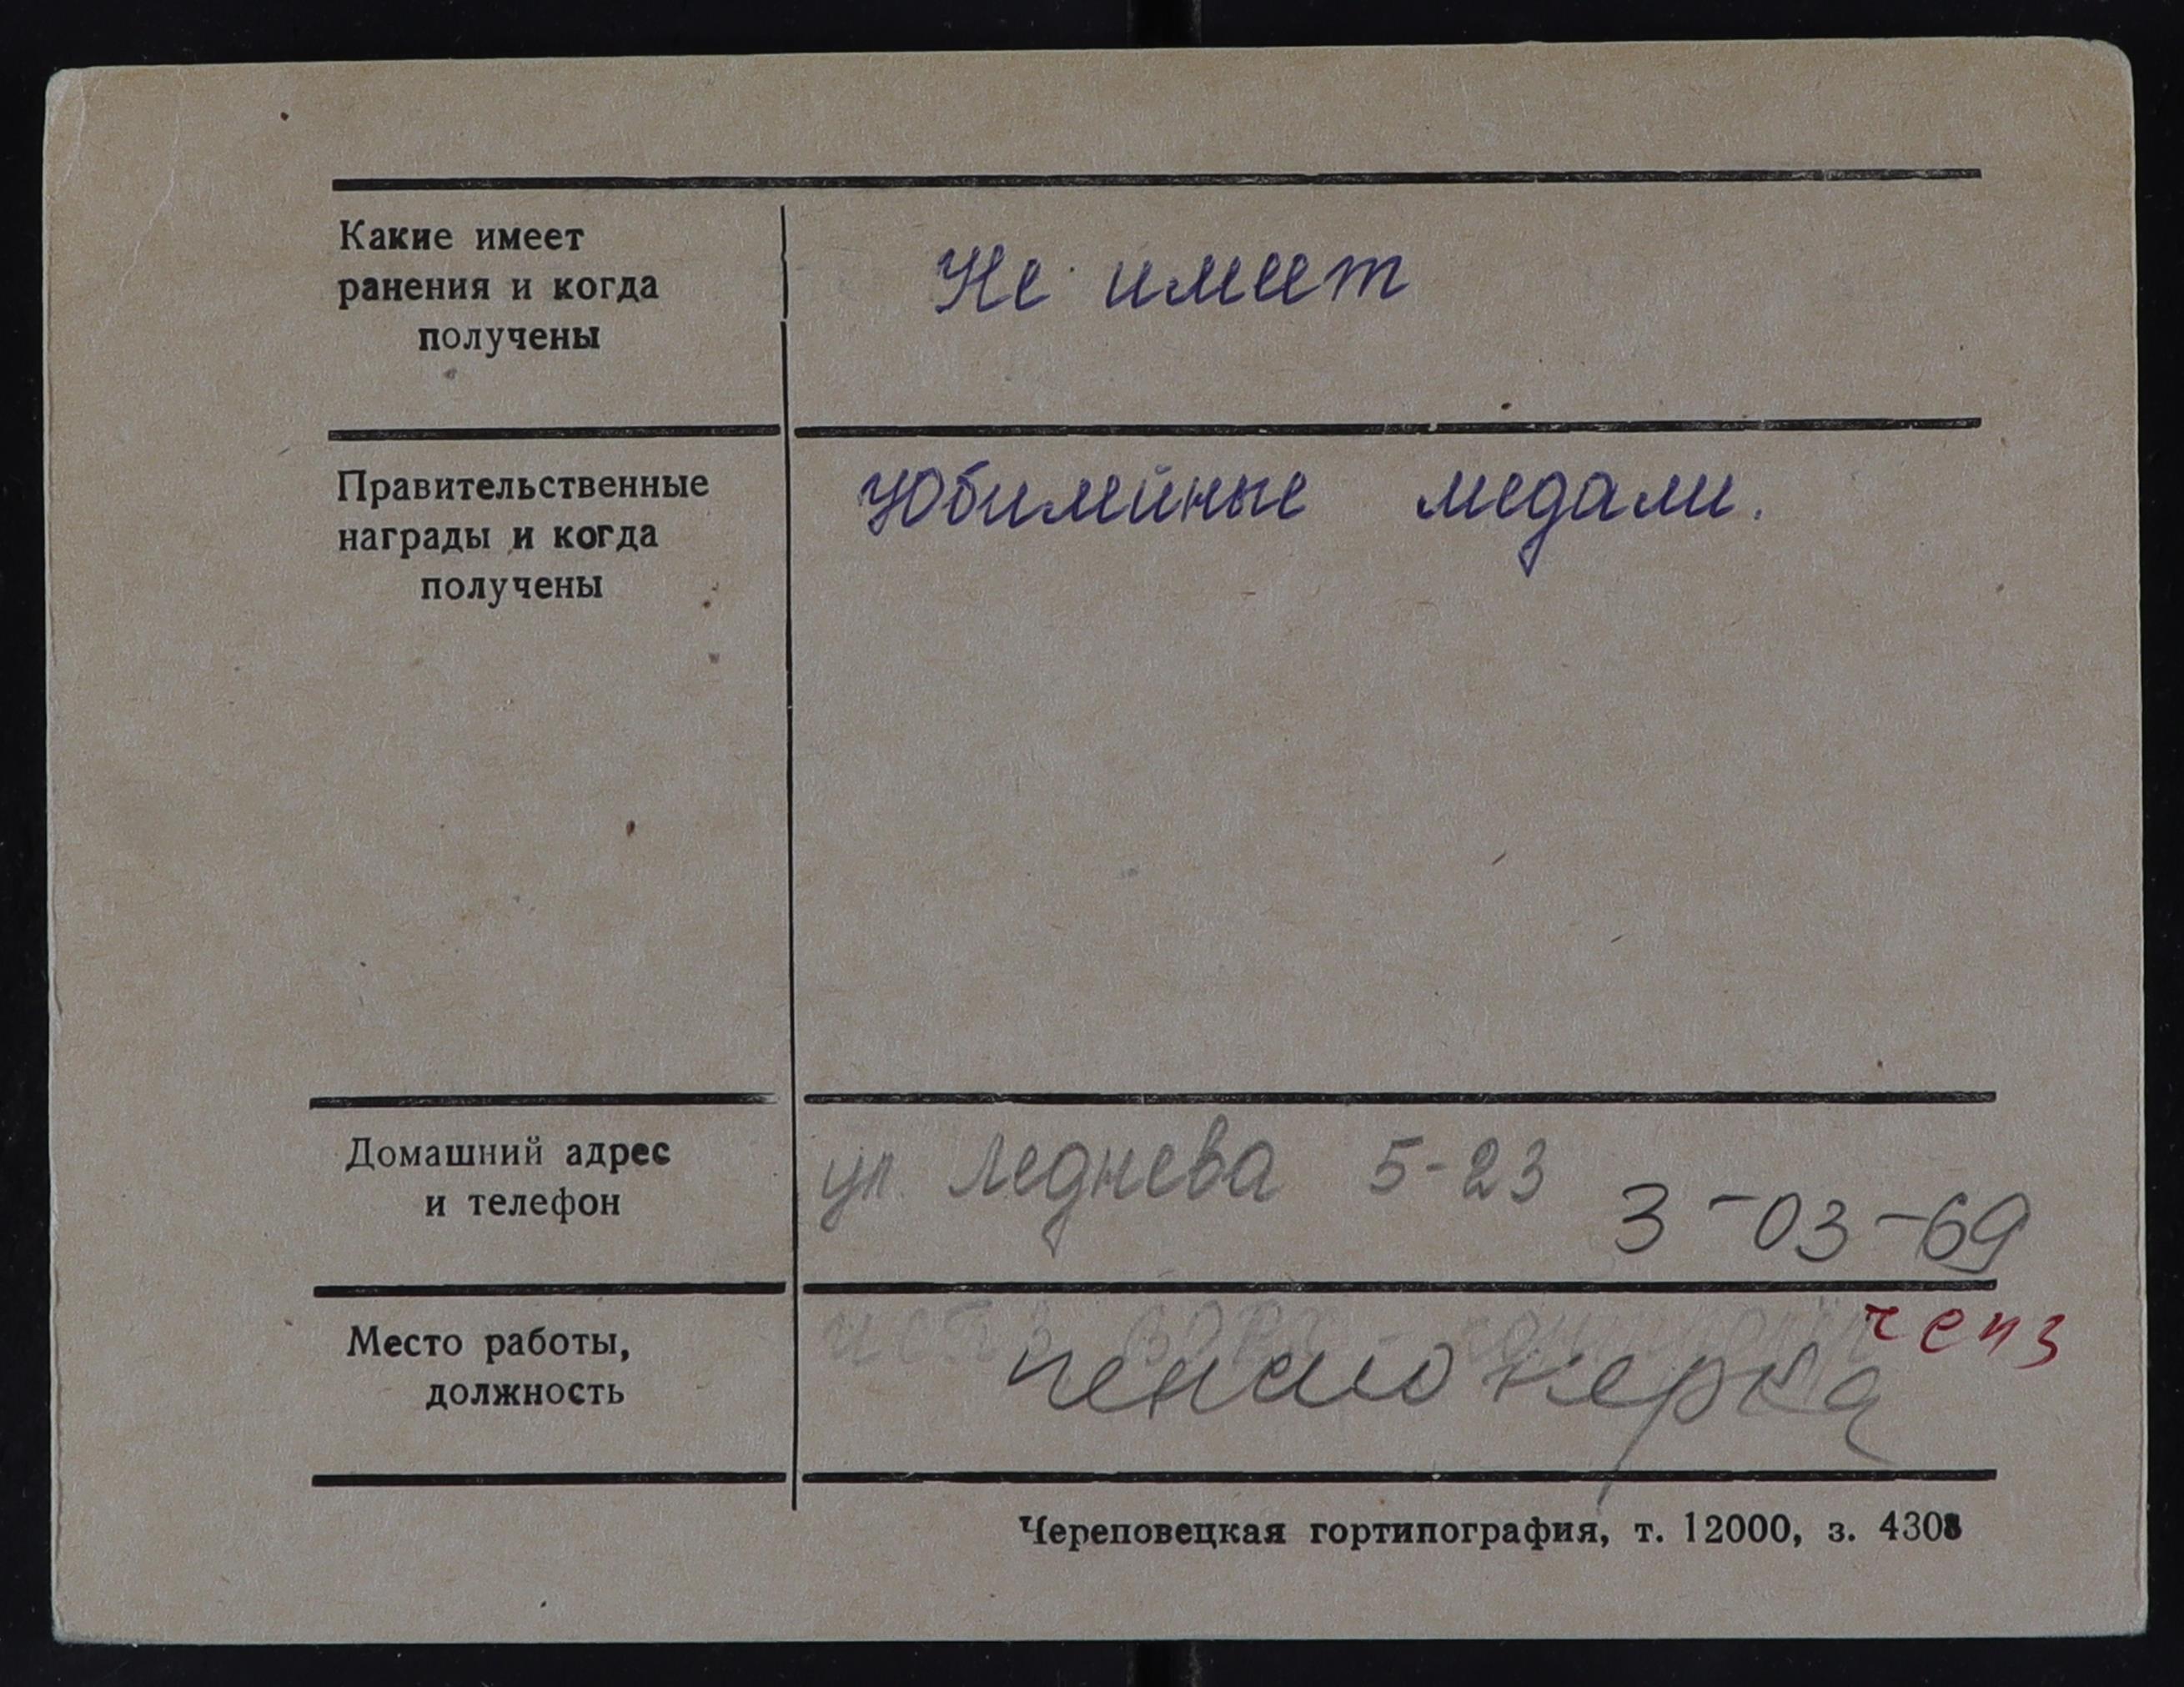 Какие имеет
ранения и когда
получены
Не имеет
Правительственные
награды и когда
получены
Юбилейные медали.
Домашний адрес
и телефон
ул Леднева 5-23
3-03-69
Место работы,
должность
пенсионерка
Череповецкая гортипография, т. 12000, з. 4308